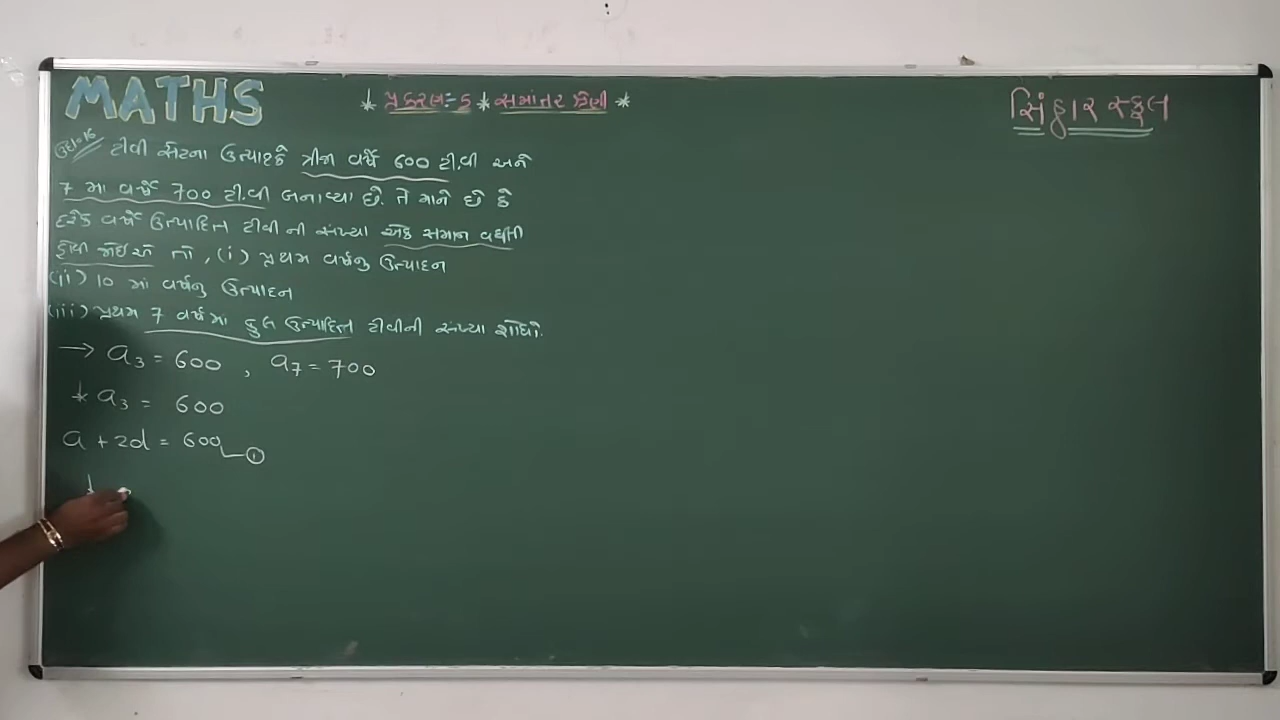 MATHS
* પ્રકરણ:- 5 * સમાંતર શ્રેણી *
સિંહાર સ્કૂલ
ઉદા-16 ટીવી સેટના ઉત્પાદકે ત્રીજા વર્ષે 600 ટી.વી અને
7 માં વર્ષે 700 ટી.વી બનાવ્યા છે. તે માને છે કે
દરેક વર્ષે ઉત્પાદિત ટીવી ની સંખ્યા એક સમાન વધતી
હોવી જોઈએ તો , (i) પ્રથમ વર્ષનુ ઉત્પાદન
(ii) 10 માં વર્ષનુ ઉત્પાદન
(iii) પ્રથમ 7 વર્ષમાં કુલ ઉત્પાદિત ટીવીની સંખ્યા શોધો.
→ a₃ = 600 , a₇ = 700
* a₃ = 600
a + 2d = 600 — ①